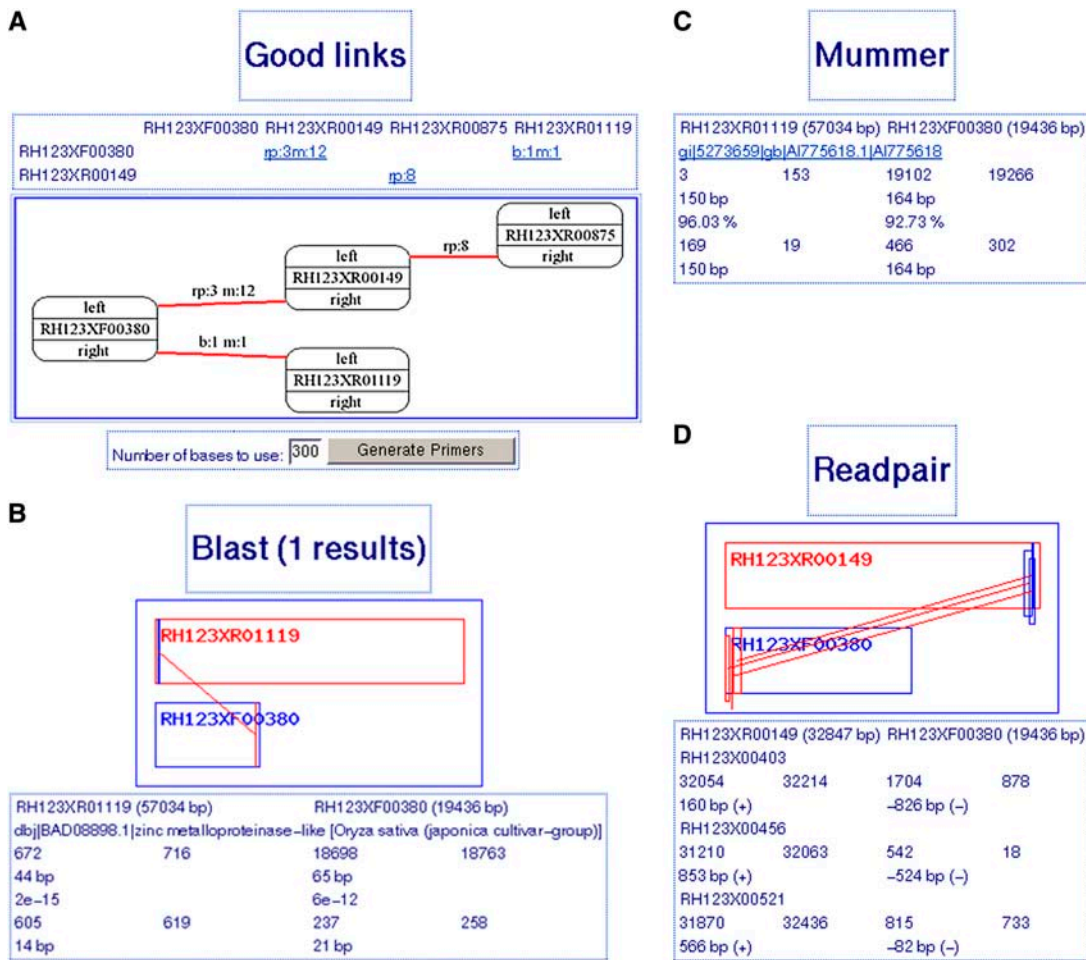 A
Good links
RH123XF00380 RH123XR00149 RH123XR00875 RH123XR01119
RH123XF00380 rp:3m:12 b:1m:1
RH123XR00149 rp:8
left
RH123XR00875
right
rp:8
left
RH123XR00149
right
rp:3 m:12
left
RH123XF00380
right
b:1 m:1
left
RH123XR01119
right
Number of bases to use: 300 Generate Primers
B
Blast (1 results)
RH123XR01119
RH123XF00380
RH123XR01119 (57034 bp) RH123XF00380 (19436 bp)
dbj|BAD08898.1|zinc metalloproteinase-like [Oryza sativa (japonica cultivar-group)]
672 716 18698 18763
44 bp 65 bp
2e-15 6e-12
605 619 237 258
14 bp 21 bp
C
Mummer
RH123XR01119 (57034 bp) RH123XF00380 (19436 bp)
gi|5273659|gb|AI775618.1|AI775618
3 153 19102 19266
150 bp 164 bp
96.03 % 92.73 %
169 19 466 302
150 bp 164 bp
D
Readpair
RH123XR00149
RH123XF00380
RH123XR00149 (32847 bp) RH123XF00380 (19436 bp)
RH123X00403
32054 32214 1704 878
160 bp (+) -826 bp (-)
RH123X00456
31210 32063 542 18
853 bp (+) -524 bp (-)
RH123X00521
31870 32436 815 733
566 bp (+) -82 bp (-)